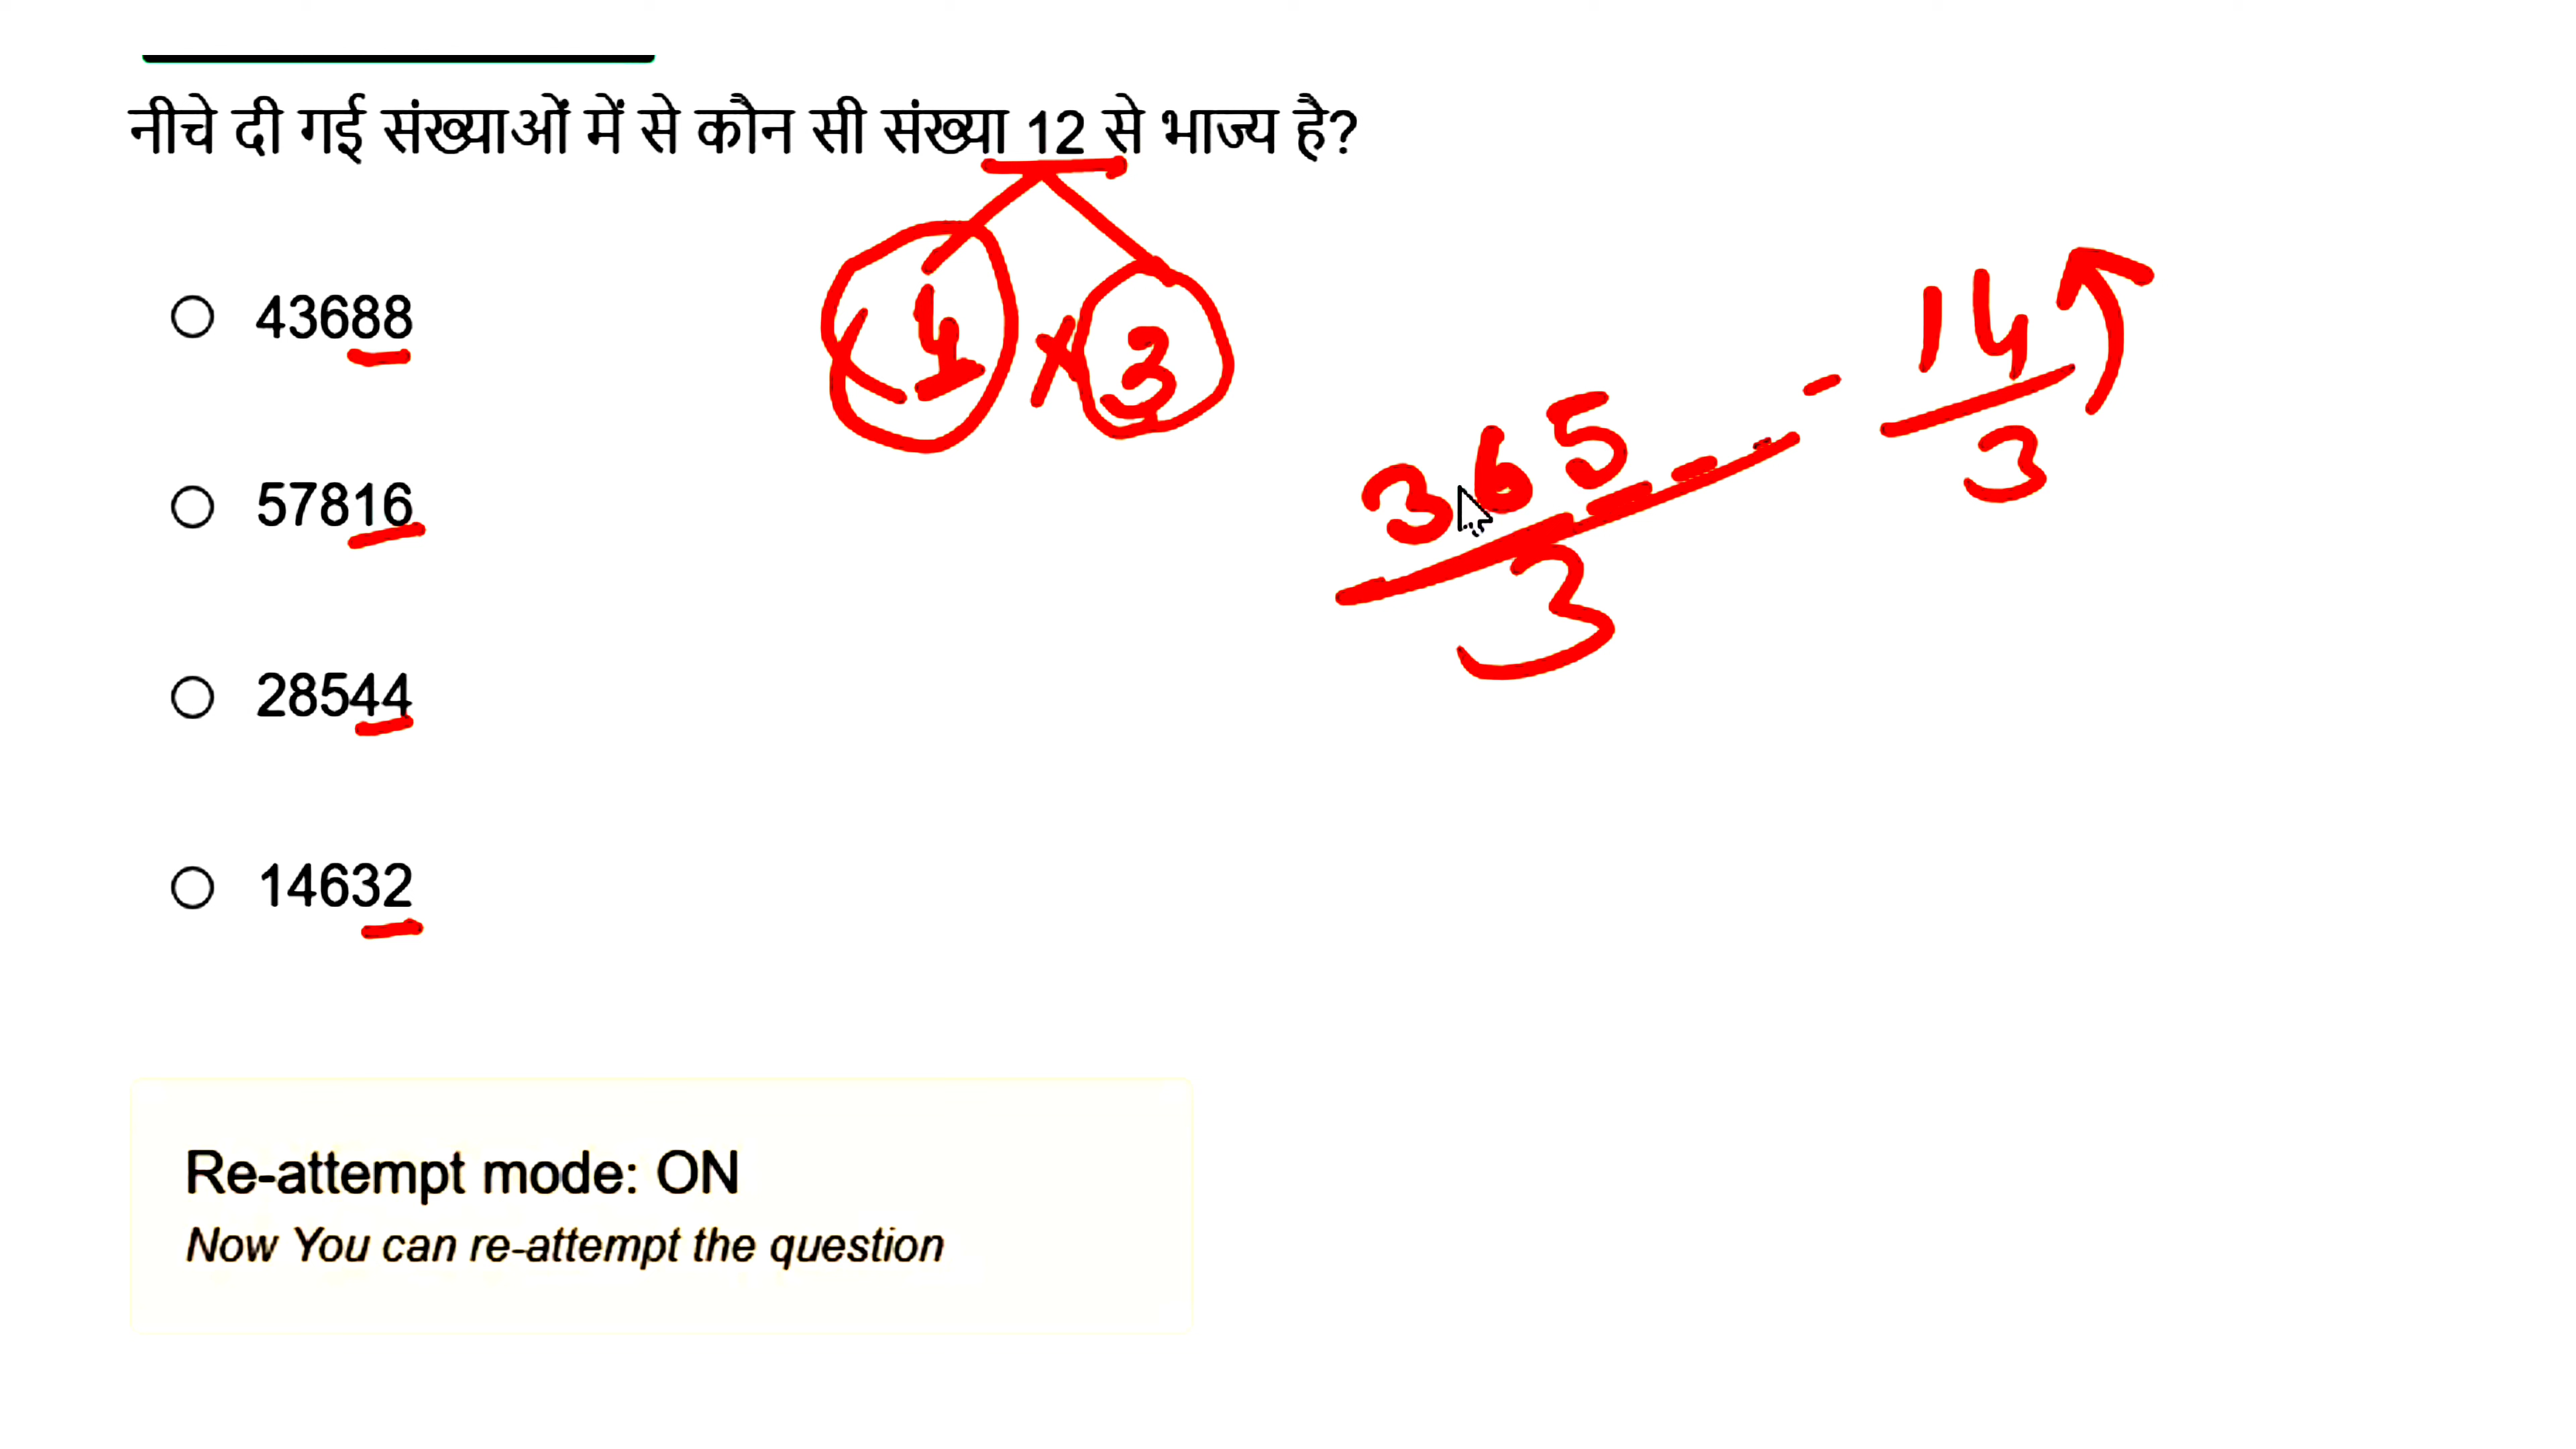 नीचे दी गई संख्याओं में से कौन सी संख्या 12 से भाज्य है?
43688
57816
28544
14632
4 × 3
365
3
14
3
Re-attempt mode: ON
Now You can re-attempt the question